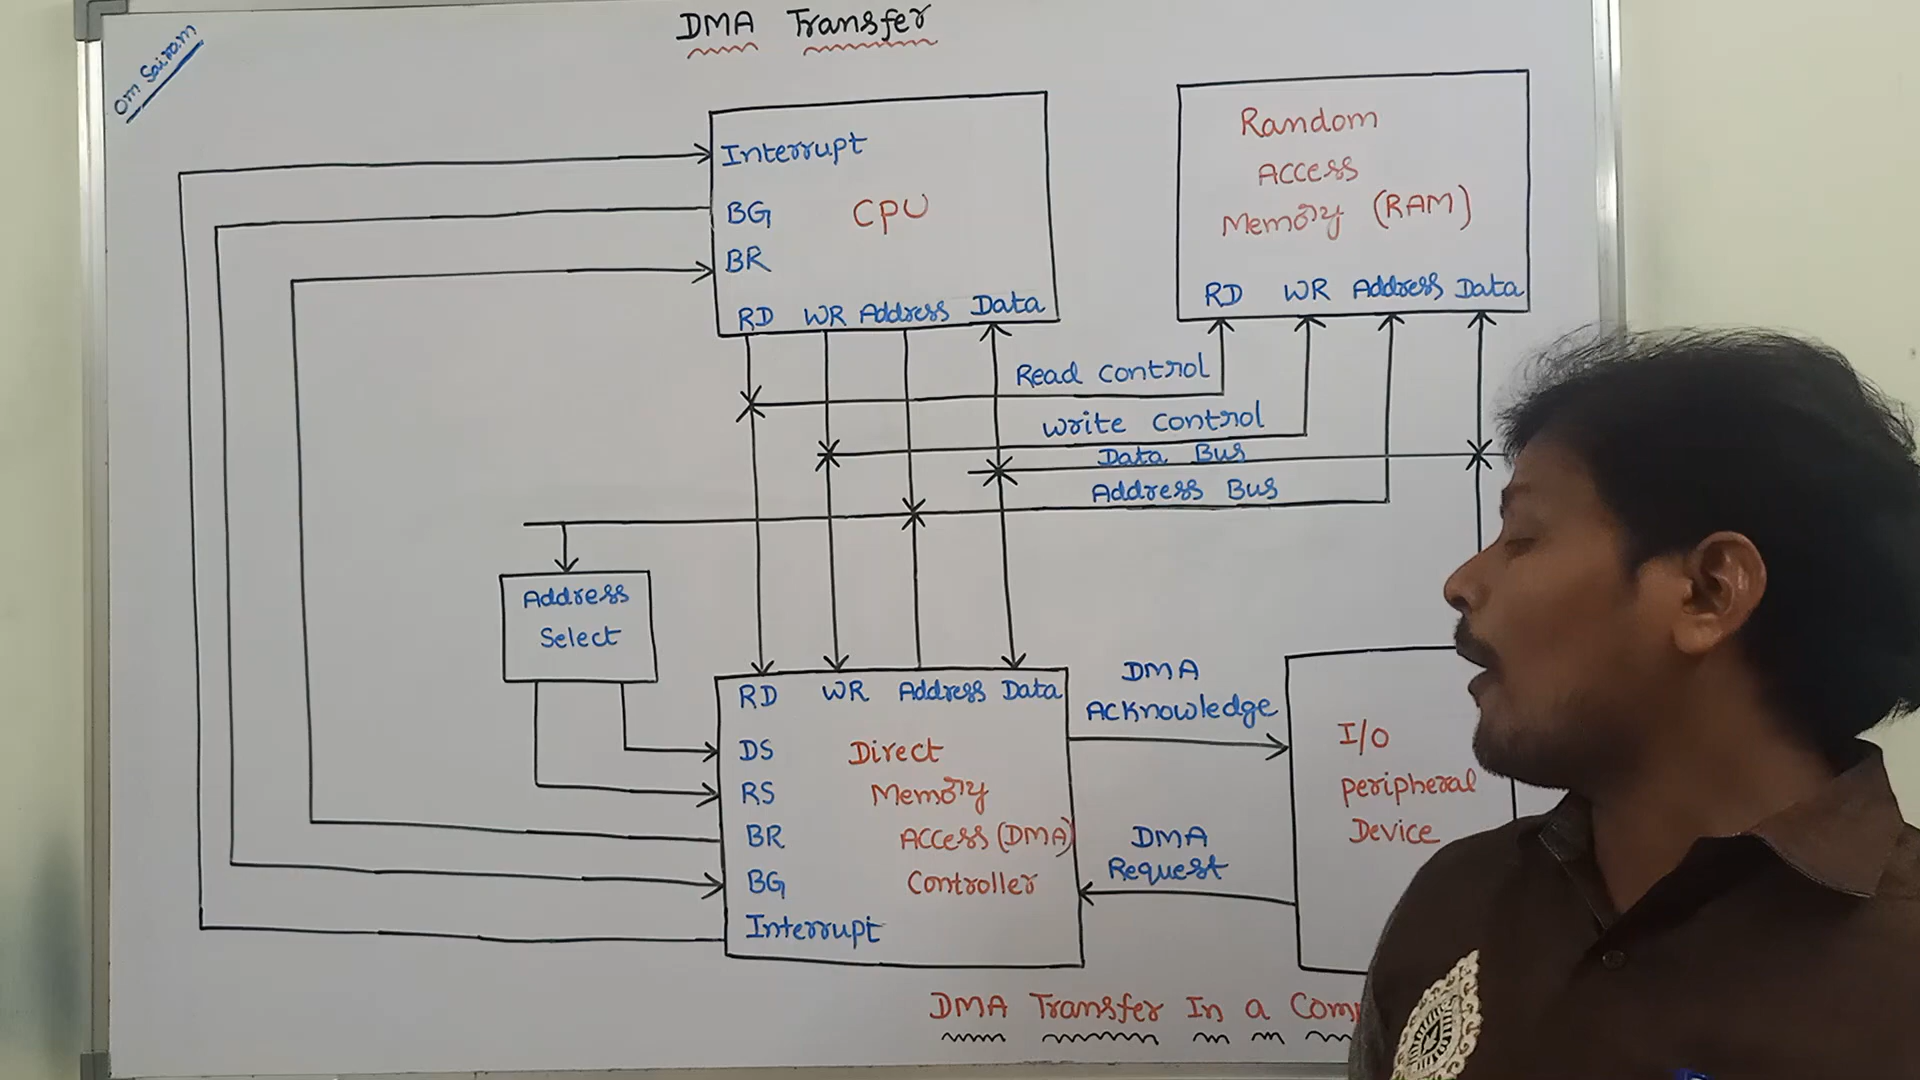 DMA Transfer
Om Sairam
Interrupt
BG
CPU
BR
RD WR Address Data
Random
Access
Memory (RAM)
RD WR Address Data
Read Control
Write Control
Data Bus
Address Bus
Address
Select
RD WR Address Data
DS
RS
BR
BG
Interrupt
Direct
Memory
Access (DMA)
Controller
DMA
Acknowledge
DMA
Request
I/O
Peripheral
Device
DMA Transfer In a